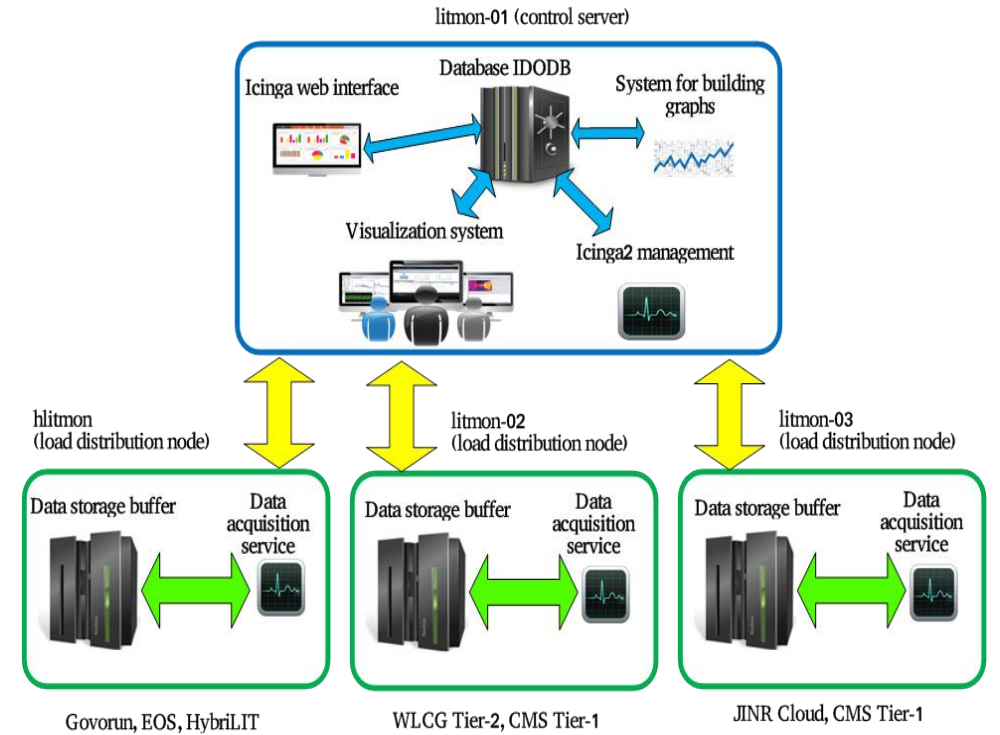 litmon-01 (control server)
Database IDODB
Icinga web interface
System for building
graphs
Visualization system
Icinga2 management
hlitmon
(load distribution node)
litmon-02
(load distribution node)
litmon-03
(load distribution node)
Data storage buffer
Data
acquisition
service
Data storage buffer
Data
acquisition
service
Data storage buffer
Data
acquisition
service
Govorun, EOS, HybriLIT
WLCG Tier-2, CMS Tier-1
JINR Cloud, CMS Tier-1